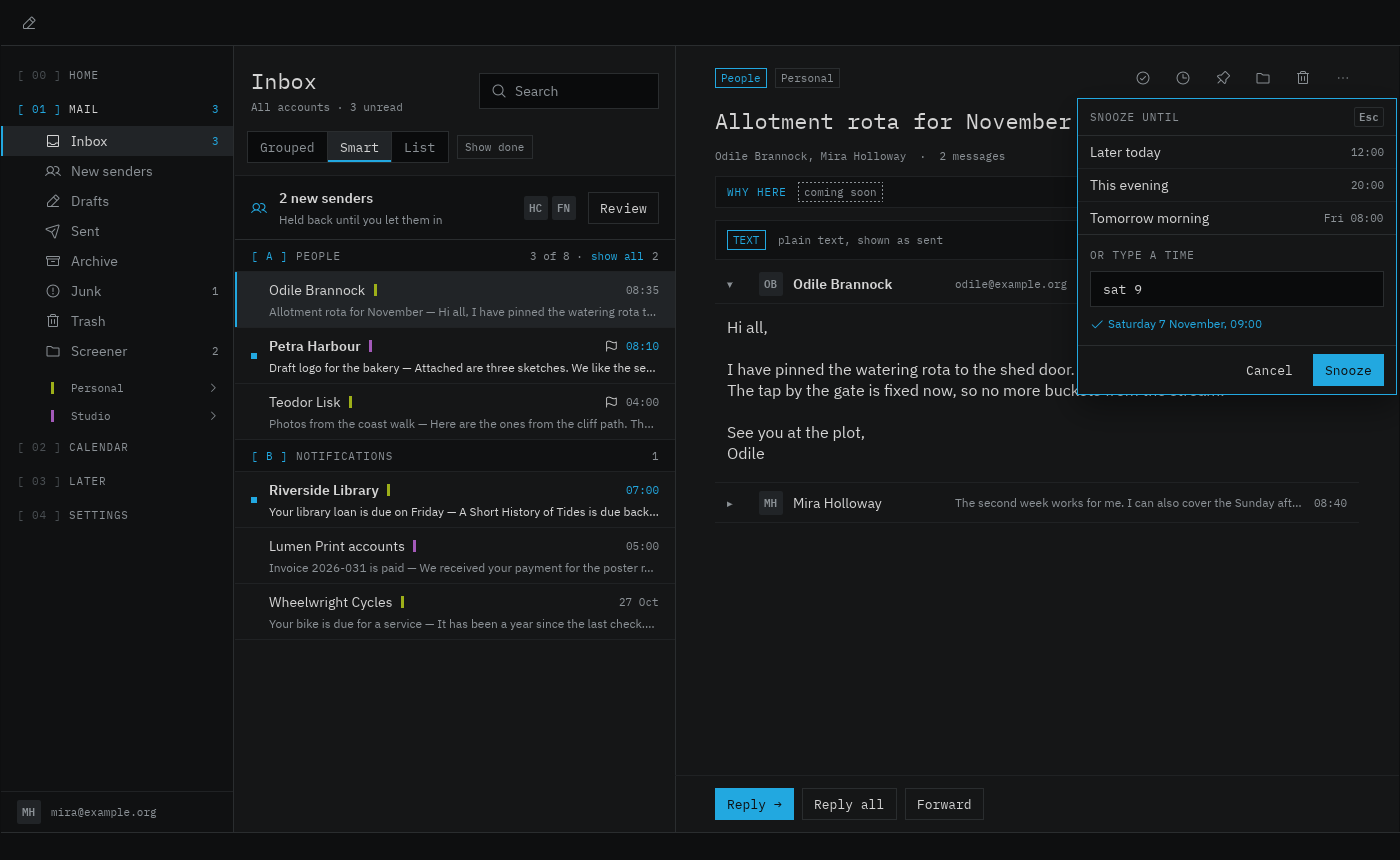 [ 00 ] HOME
[ 01 ] MAIL 3
Inbox 3
New senders
Drafts
Sent
Archive
Junk 1
Trash
Screener 2
Personal
Studio
[ 02 ] CALENDAR
[ 03 ] LATER
[ 04 ] SETTINGS
MH mira@example.org
Inbox
All accounts · 3 unread
Search
Grouped Smart List Show done
2 new senders
Held back until you let them in
HC FN Review
[ A ] PEOPLE 3 of 8 · show all 2
Odile Brannock 08:35
Allotment rota for November — Hi all, I have pinned the watering rota t…
Petra Harbour 08:10
Draft logo for the bakery — Attached are three sketches. We like the se…
Teodor Lisk 04:00
Photos from the coast walk — Here are the ones from the cliff path. Th…
[ B ] NOTIFICATIONS 1
Riverside Library 07:00
Your library loan is due on Friday — A Short History of Tides is due back…
Lumen Print accounts 05:00
Invoice 2026-031 is paid — We received your payment for the poster r…
Wheelwright Cycles 27 Oct
Your bike is due for a service — It has been a year since the last check.…
People Personal
Allotment rota for November
Odile Brannock, Mira Holloway · 2 messages
WHY HERE coming soon
TEXT plain text, shown as sent
▾ OB Odile Brannock odile@example.org
Hi all,
I have pinned the watering rota to the shed door.
The tap by the gate is fixed now, so no more buckets from the stream.
See you at the plot,
Odile
▸ MH Mira Holloway The second week works for me. I can also cover the Sunday aft… 08:40
Reply → Reply all Forward
SNOOZE UNTIL Esc
Later today 12:00
This evening 20:00
Tomorrow morning Fri 08:00
OR TYPE A TIME
sat 9
Saturday 7 November, 09:00
Cancel Snooze